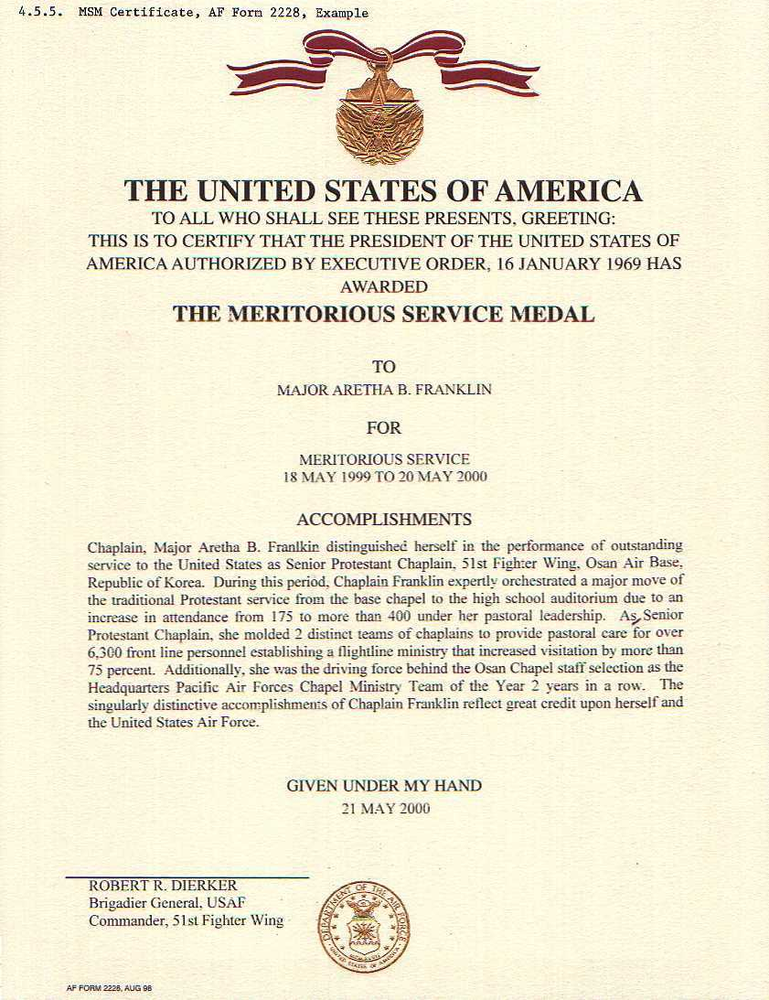 4.5.5. MSM Certificate, AF Form 2228, Example
THE UNITED STATES OF AMERICA
TO ALL WHO SHALL SEE THESE PRESENTS, GREETING:
THIS IS TO CERTIFY THAT THE PRESIDENT OF THE UNITED STATES OF
AMERICA AUTHORIZED BY EXECUTIVE ORDER, 16 JANUARY 1969 HAS
AWARDED
THE MERITORIOUS SERVICE MEDAL
TO
MAJOR ARETHA B. FRANKLIN
FOR
MERITORIOUS SERVICE
18 MAY 1999 TO 20 MAY 2000
ACCOMPLISHMENTS
Chaplain, Major Aretha B. Franlkin distinguished herself in the performance of outstanding
service to the United States as Senior Protestant Chaplain, 51st Fighter Wing, Osan Air Base,
Republic of Korea. During this period, Chaplain Franklin expertly orchestrated a major move of
the traditional Protestant service from the base chapel to the high school auditorium due to an
increase in attendance from 175 to more than 400 under her pastoral leadership. As, Senior
Protestant Chaplain, she molded 2 distinct teams of chaplains to provide pastoral care for over
6,300 front line personnel establishing a flightline ministry that increased visitation by more than
75 percent. Additionally, she was the driving force behind the Osan Chapel staff selection as the
Headquarters Pacific Air Forces Chapel Ministry Team of the Year 2 years in a row. The
singularly distinctive accomplishments of Chaplain Franklin reflect great credit upon herself and
the United States Air Force.
GIVEN UNDER MY HAND
21 MAY 2000
ROBERT R. DIERKER
Brigadier General, USAF
Commander, 51st Fighter Wing
DEPARTMENT OF THE AIR FORCE
UNITED STATES OF AMERICA
AF FORM 2228, AUG 98